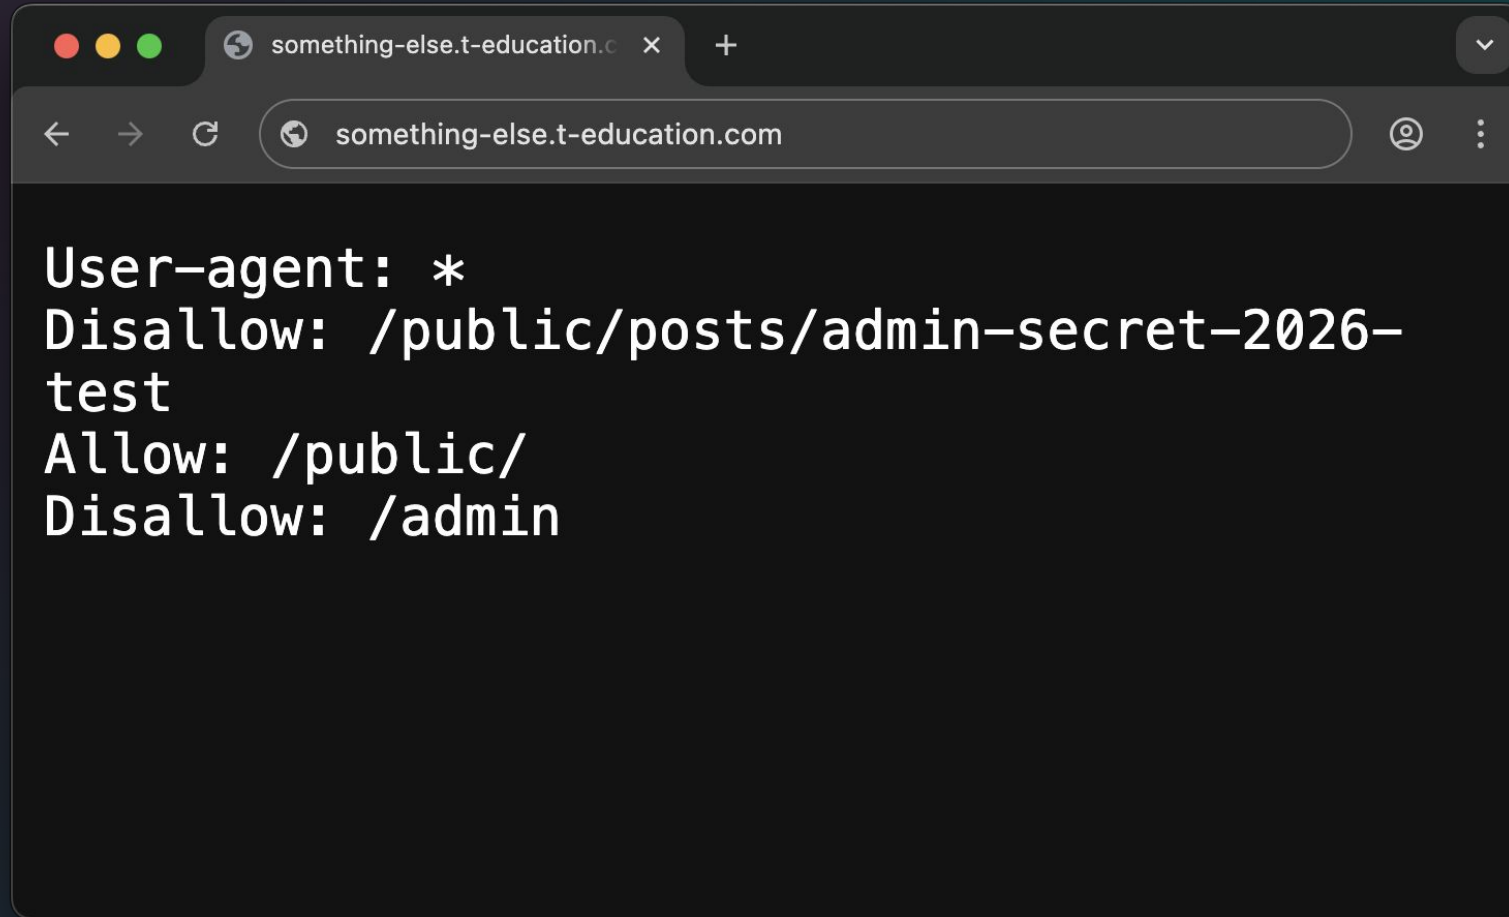 something-else.t-education.c
something-else.t-education.com
User-agent: *
Disallow: /public/posts/admin-secret-2026-
test
Allow: /public/
Disallow: /admin